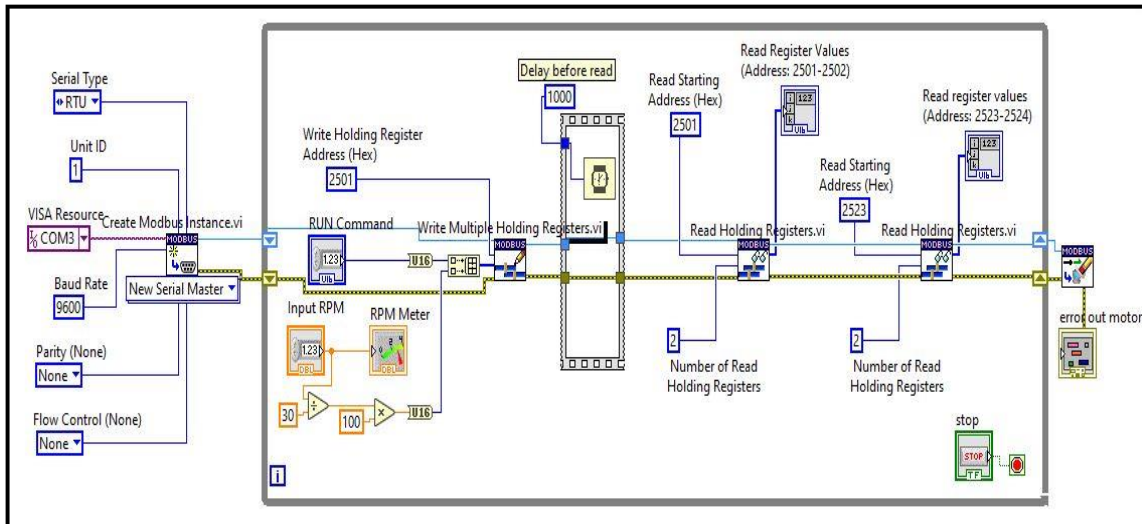 Serial Type
RTU
Unit ID
1
VISA Resource
COM3
Create Modbus Instance.vi
MODBUS
New Serial Master
Baud Rate
9600
Parity (None)
None
Flow Control (None)
None
Write Holding Register
Address (Hex)
2501
RUN Command
1.23
U16
Write Multiple Holding Registers.vi
MODBUS
Input RPM
1.23
DBL
RPM Meter
DBL
30
100
U16
Delay before read
1000
Read Starting
Address (Hex)
2501
Read Register Values
(Address: 2501-2502)
123
Read Holding Registers.vi
MODBUS
2
Number of Read
Holding Registers
Read Starting
Address (Hex)
2523
Read register values
(Address: 2523-2524)
123
Read Holding Registers.vi
MODBUS
2
Number of Read
Holding Registers
MODBUS
error out motor
stop
STOP
TF
i